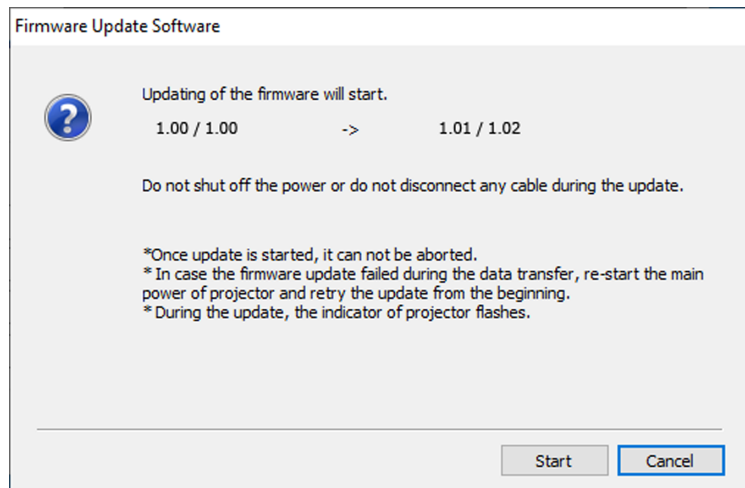 Firmware Update Software
Updating of the firmware will start.
1.00 / 1.00 -> 1.01 / 1.02
Do not shut off the power or do not disconnect any cable during the update.
*Once update is started, it can not be aborted.
* In case the firmware update failed during the data transfer, re-start the main
power of projector and retry the update from the beginning.
* During the update, the indicator of projector flashes.
Start Cancel